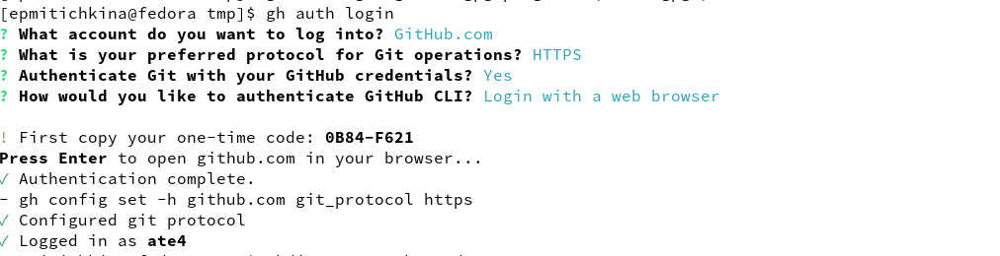 [epmitichkina@fedora tmp]$ gh auth login
? What account do you want to log into? GitHub.com
? What is your preferred protocol for Git operations? HTTPS
? Authenticate Git with your GitHub credentials? Yes
? How would you like to authenticate GitHub CLI? Login with a web browser
! First copy your one-time code: 0B84-F621
Press Enter to open github.com in your browser...
✓ Authentication complete.
- gh config set -h github.com git_protocol https
✓ Configured git protocol
✓ Logged in as ate4